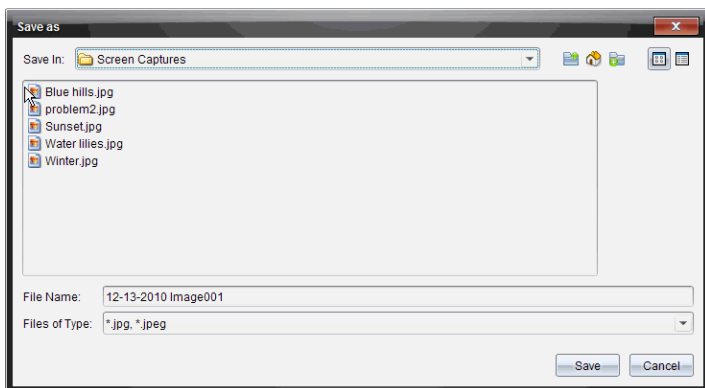 Save as
Save In: Screen Captures
Blue hills.jpg
problem2.jpg
Sunset.jpg
Water lilies.jpg
Winter.jpg
File Name: 12-13-2010 Image001
Files of Type: *.jpg, *.jpeg
Save Cancel